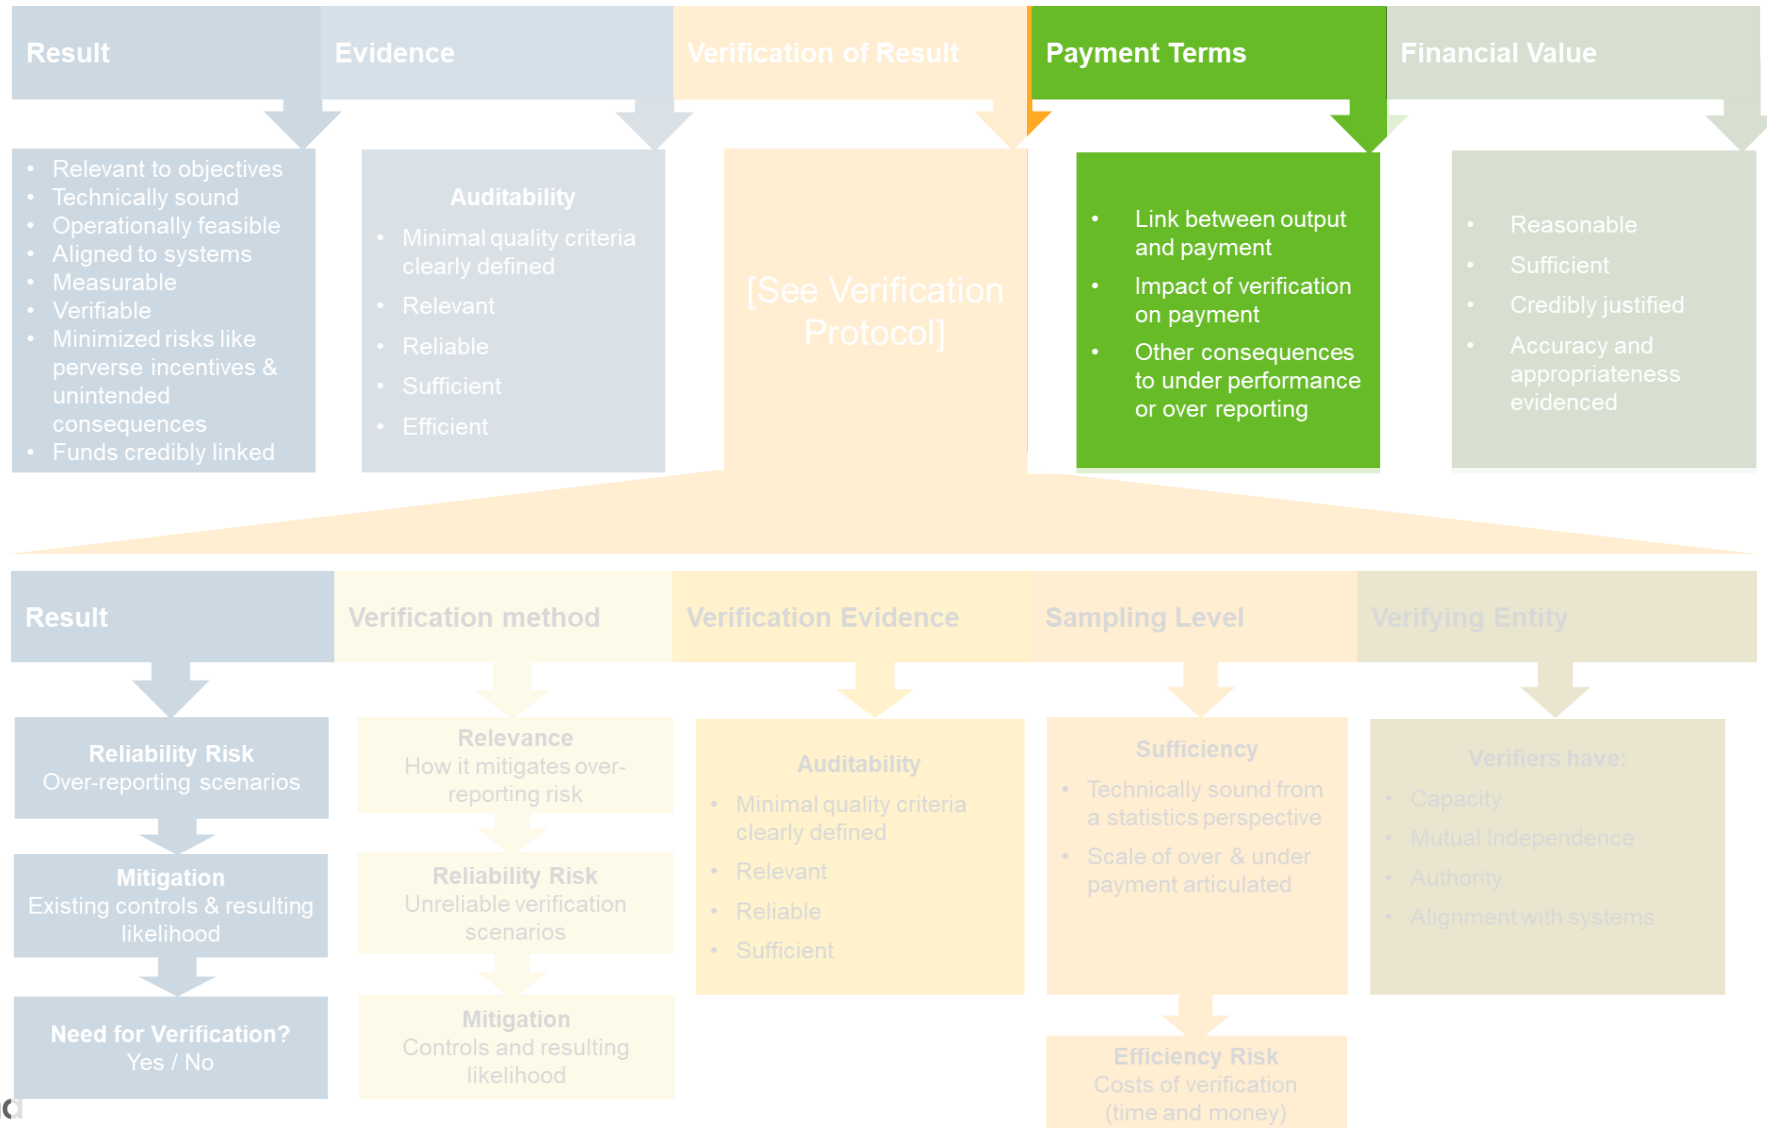 Result
Evidence
Verification of Result
Payment Terms
Financial Value
• Relevant to objectives
• Technically sound
• Operationally feasible
• Aligned to systems
• Measurable
• Verifiable
• Minimized risks like
perverse incentives &
unintended
consequences
• Funds credibly linked
Auditability
• Minimal quality criteria
clearly defined
• Relevant
• Reliable
• Sufficient
• Efficient
[See Verification
Protocol]
• Link between output
and payment
• Impact of verification
on payment
• Other consequences
to under performance
or over reporting
• Reasonable
• Sufficient
• Credibly justified
• Accuracy and
appropriateness
evidenced
Result
Verification method
Verification Evidence
Sampling Level
Verifying Entity
Reliability Risk
Over-reporting scenarios
Mitigation
Existing controls & resulting
likelihood
Need for Verification?
Yes / No
Relevance
How it mitigates over-
reporting risk
Reliability Risk
Unreliable verification
scenarios
Mitigation
Controls and resulting
likelihood
Auditability
• Minimal quality criteria
clearly defined
• Relevant
• Reliable
• Sufficient
Sufficiency
• Technically sound from
a statistics perspective
• Scale of over & under
payment articulated
Efficiency Risk
Costs of verification
(time and money)
Verifiers have:
• Capacity
• Mutual Independence
• Authority
• Alignment with systems